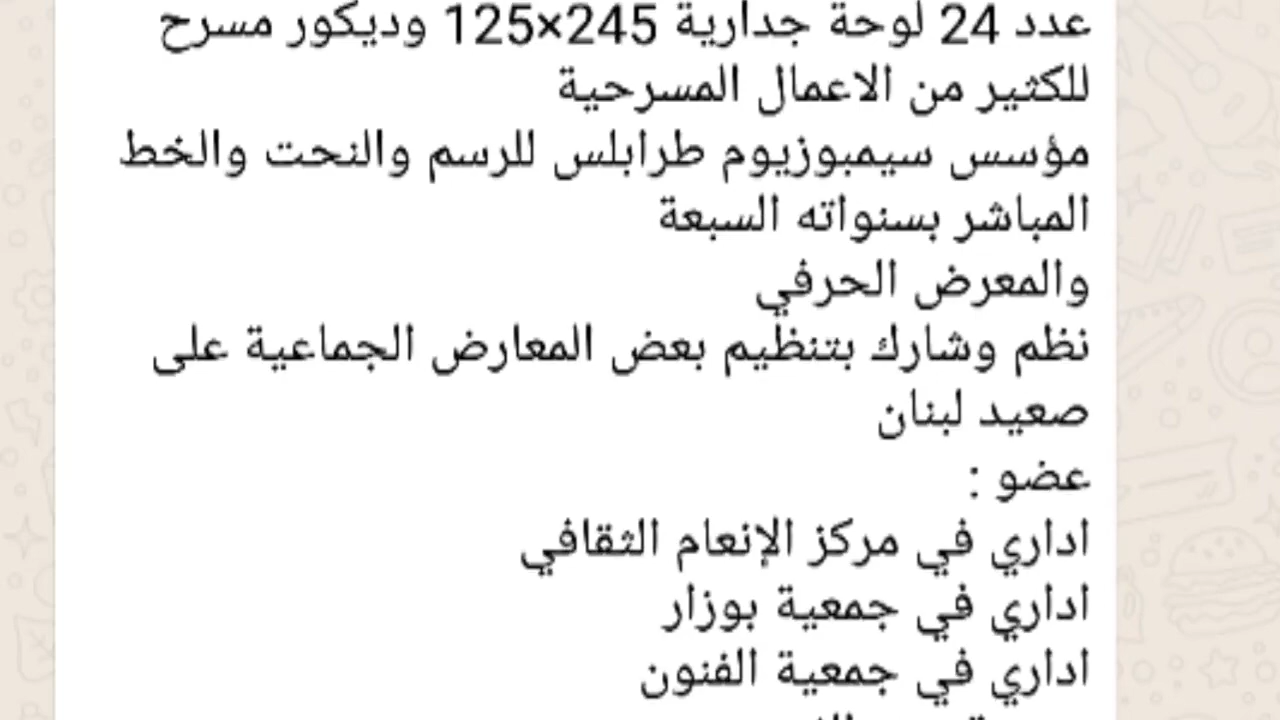 عدد 24 لوحة جدارية 245×125 وديكور مسرح
للكثير من الاعمال المسرحية
مؤسس سيمبوزيوم طرابلس للرسم والنحت والخط
المباشر بسنواته السبعة
والمعرض الحرفي
نظم وشارك بتنظيم بعض المعارض الجماعية على
صعيد لبنان
عضو :
اداري في مركز الإنعام الثقافي
اداري في جمعية بوزار
اداري في جمعية الفنون